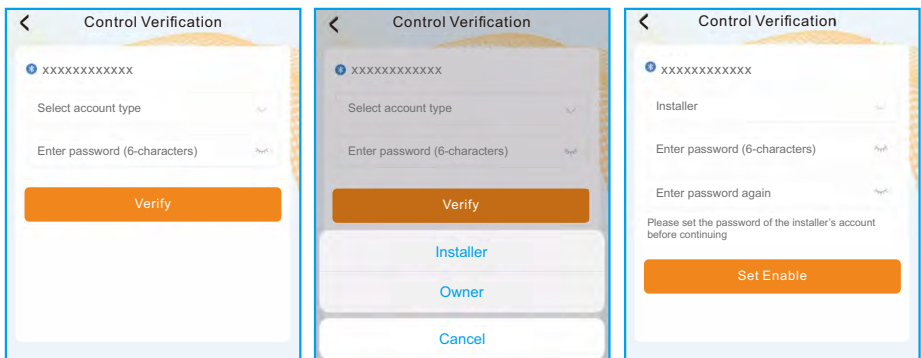 Control Verification
xxxxxxxxxxxx
Select account type
Enter password (6-characters)
Verify
Control Verification
xxxxxxxxxxxx
Select account type
Enter password (6-characters)
Verify
Installer
Owner
Cancel
Control Verification
xxxxxxxxxxxx
Installer
Enter password (6-characters)
Enter password again
Please set the password of the installer's account
before continuing
Set Enable